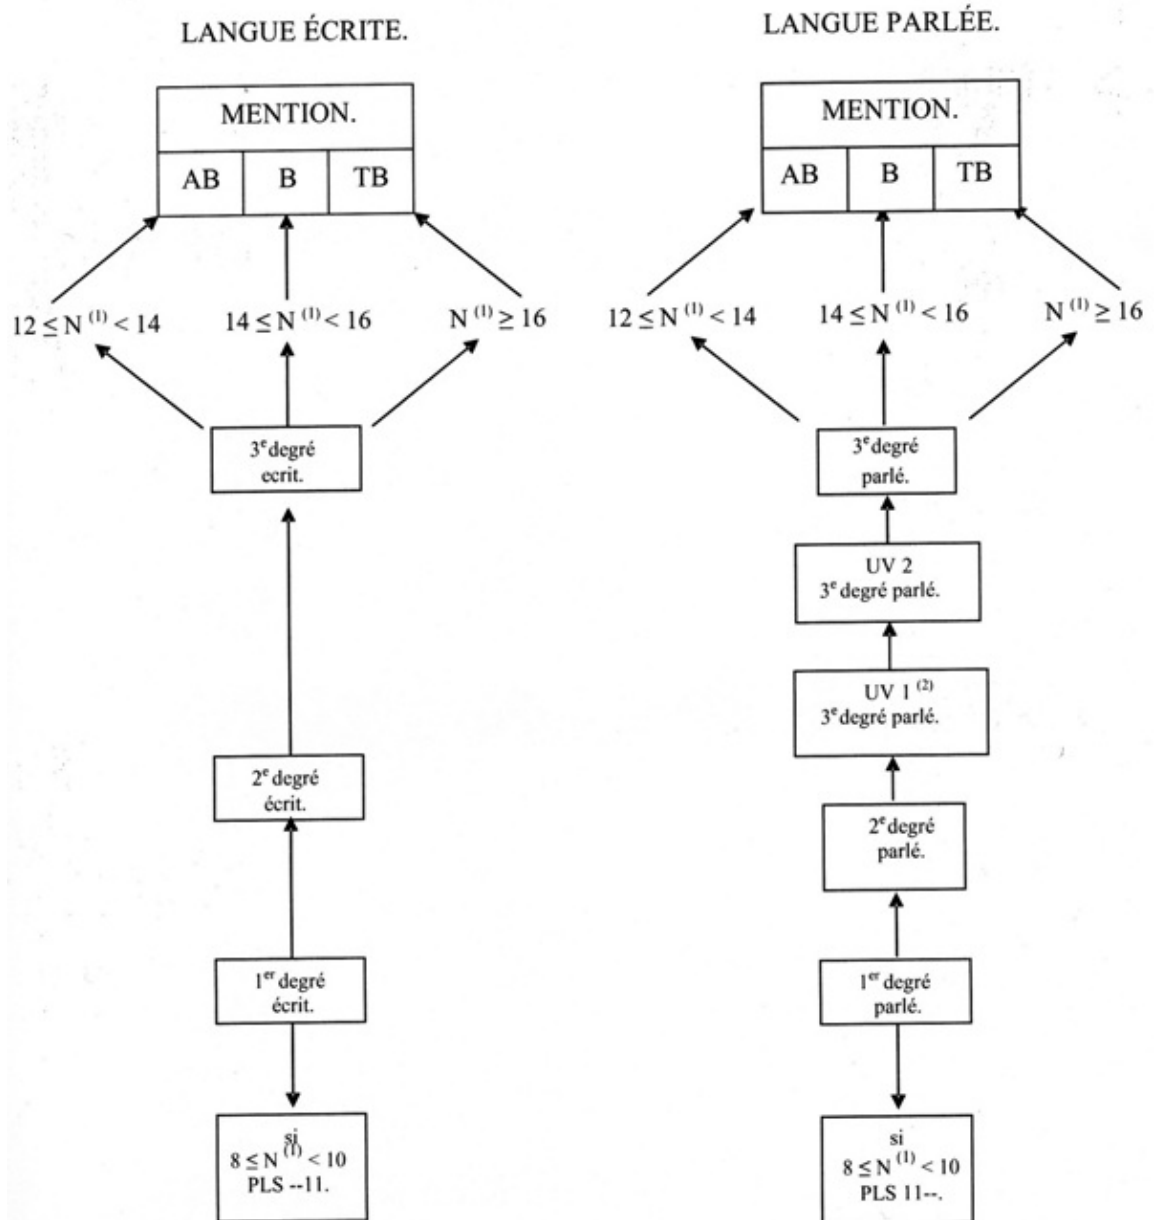 LANGUE ÉCRITE.
MENTION.
AB B TB
12 ≤ N (1) < 14 14 ≤ N (1) < 16 N (1) ≥ 16
3e degré
ecrit.
2e degré
écrit.
1er degré
écrit.
si
8 ≤ N (1) < 10
PLS --11.
LANGUE PARLÉE.
MENTION.
AB B TB
12 ≤ N (1) < 14 14 ≤ N (1) < 16 N (1) ≥ 16
3e degré
parlé.
UV 2
3e degré parlé.
UV 1 (2)
3e degré parlé.
2e degré
parlé.
1er degré
parlé.
si
8 ≤ N (1) < 10
PLS 11--.